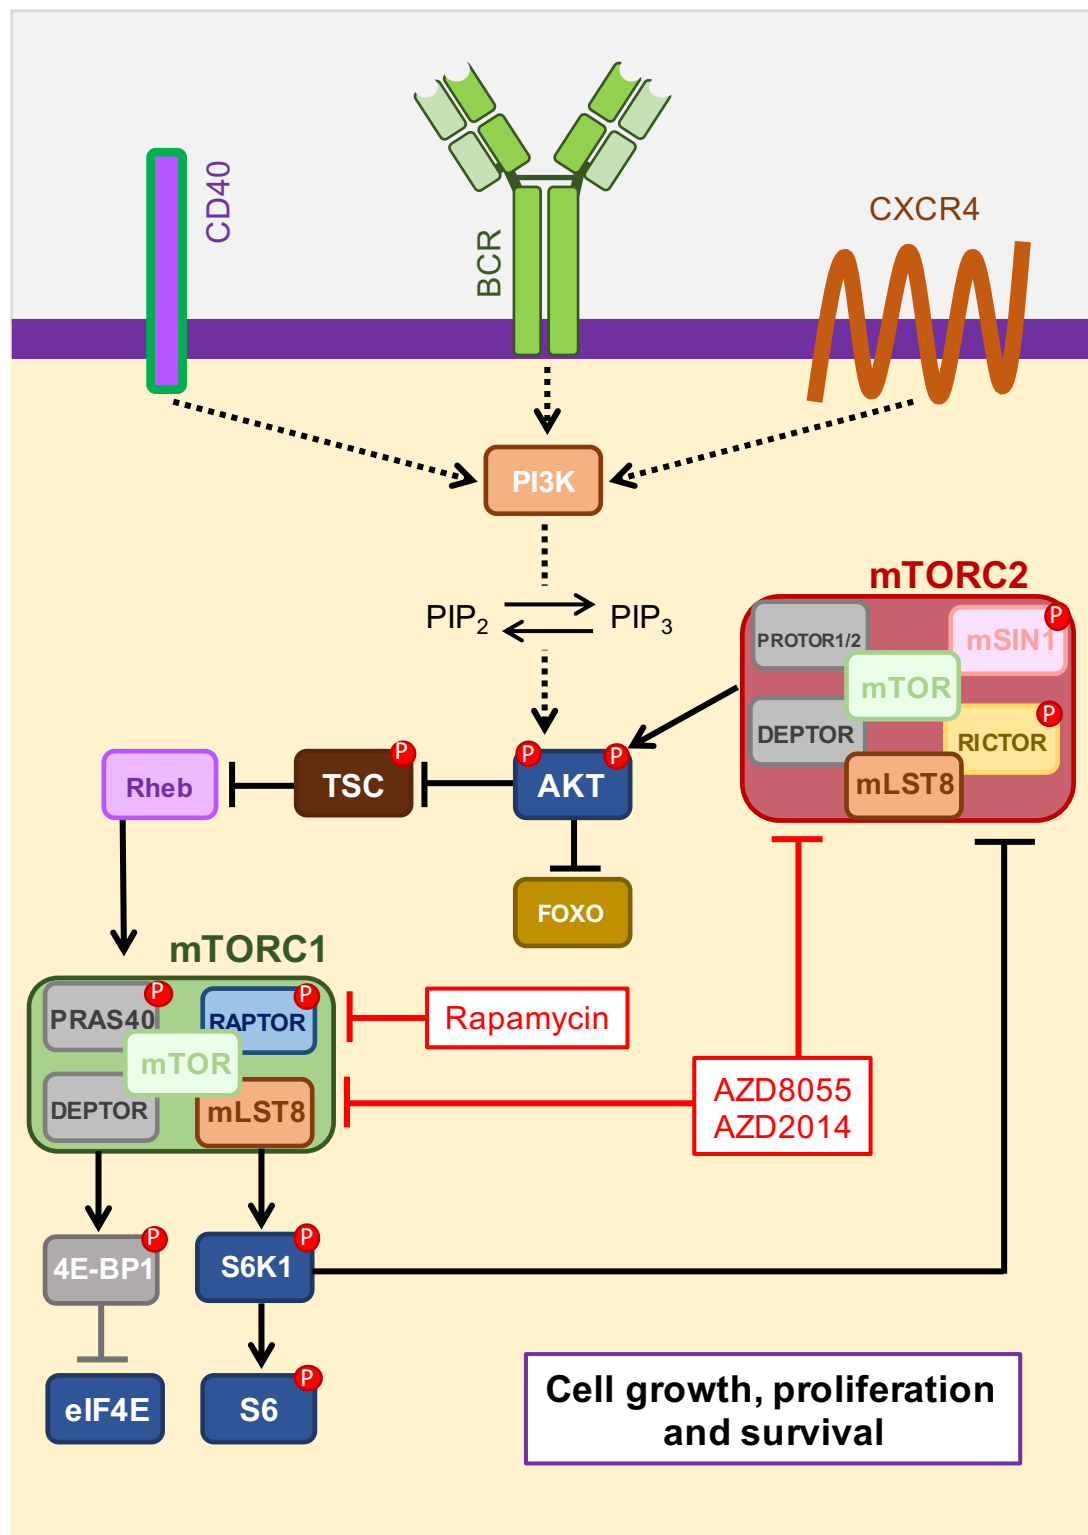 CD40
BCR
CXCR4
PI3K
PIP₂
PIP₃
mTORC2
PROTOR1/2
mSIN1
P
mTOR
DEPTOR
RICTOR
P
mLST8
Rheb
TSC
P
AKT
P
P
FOXO
mTORC1
PRAS40
P
RAPTOR
P
mTOR
DEPTOR
mLST8
Rapamycin
AZD8055
AZD2014
4E-BP1
P
S6K1
P
eIF4E
S6
P
Cell growth, proliferation
and survival